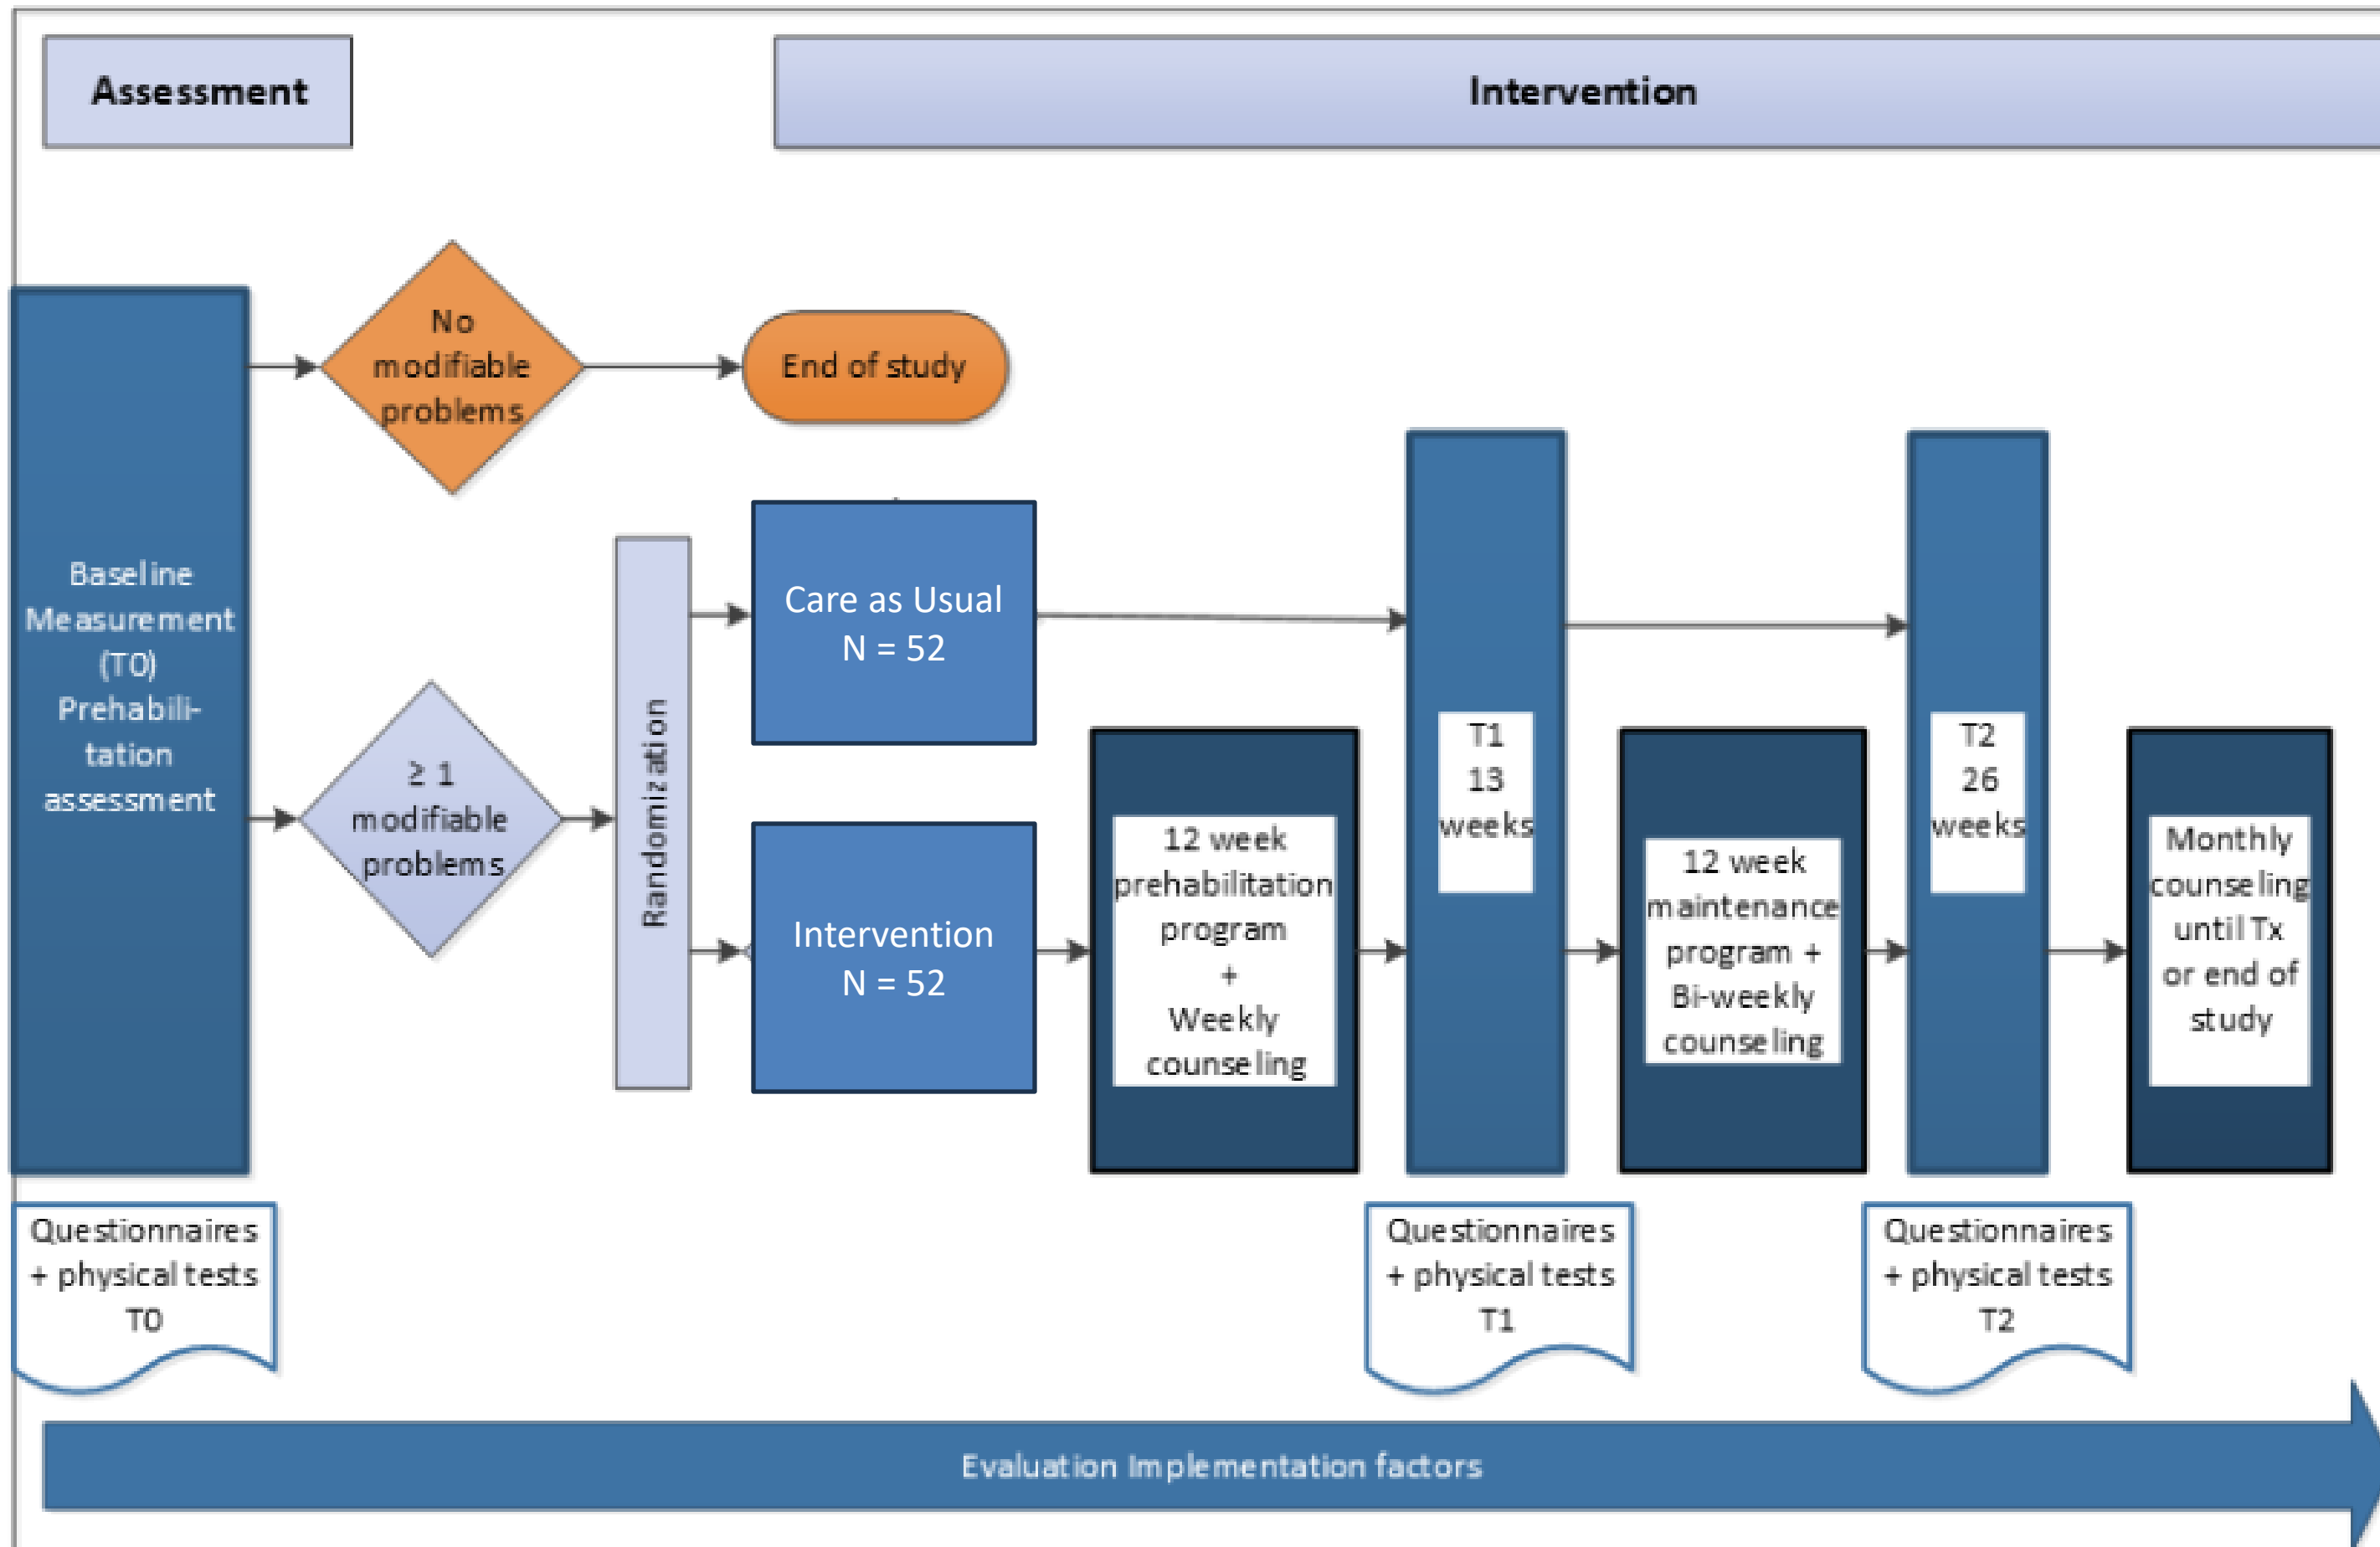 Assessment
Intervention
No
modifiable
problems
End of study
Baseline
Measurement
(T0)
Prehabili-
tation
assessment
≥ 1
modifiable
problems
Randomization
Care as Usual
N = 52
Intervention
N = 52
12 week
prehabilitation
program
+
Weekly
counseling
T1
13
weeks
12 week
maintenance
program +
Bi-weekly
counseling
T2
26
weeks
Monthly
counseling
until Tx
or end of
study
Questionnaires
+ physical tests
T0
Questionnaires
+ physical tests
T1
Questionnaires
+ physical tests
T2
Evaluation Implementation factors